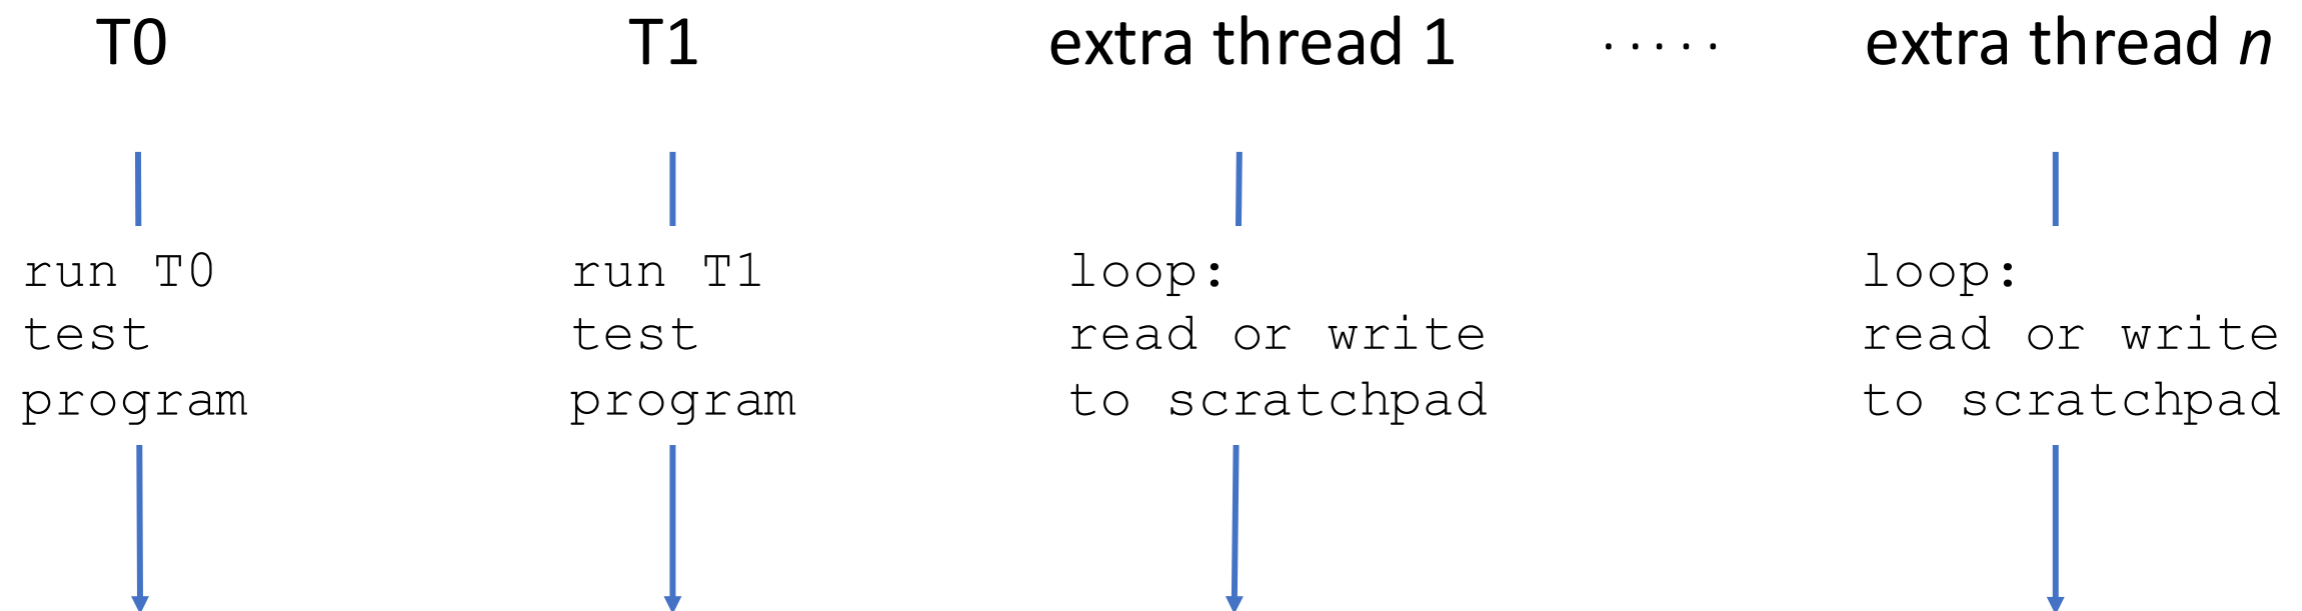 T0 T1 extra thread 1 ..... extra thread n
run T0 run T1 loop: loop:
test test read or write read or write
program program to scratchpad to scratchpad